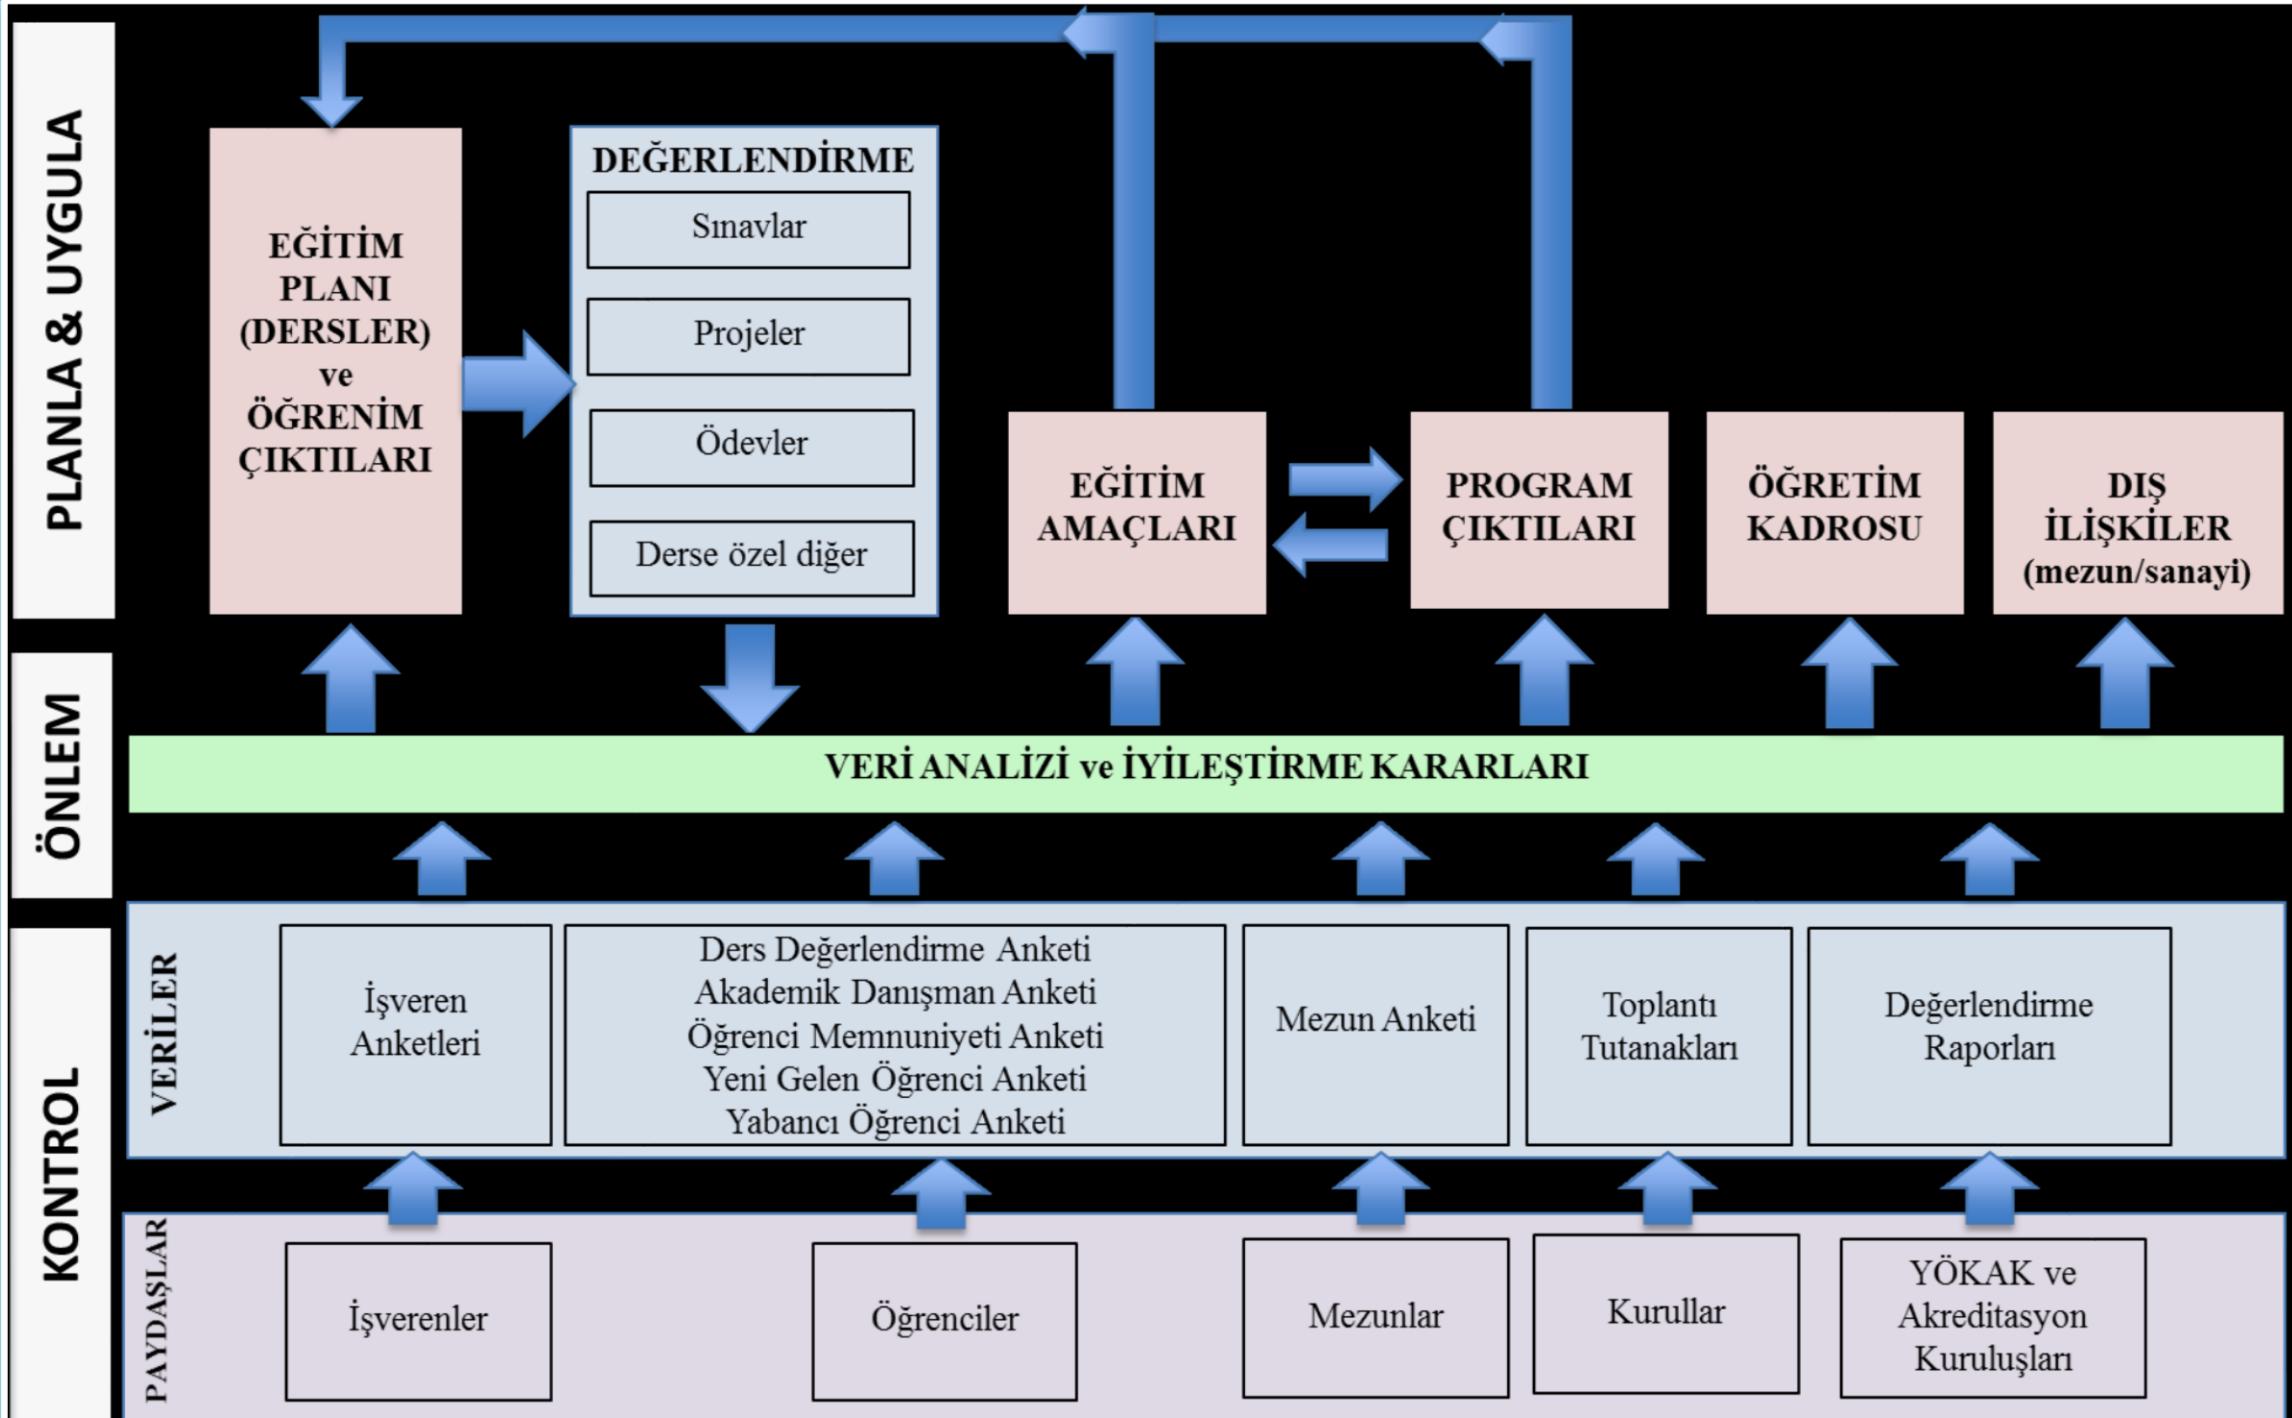 PLANLA & UYGULA
EĞİTİM
PLANI
(DERSLER)
ve
ÖĞRENİM
ÇIKTILARI
DEĞERLENDİRME
Sınavlar
Projeler
Ödevler
Derse özel diğer
EĞİTİM
AMAÇLARI
PROGRAM
ÇIKTILARI
ÖĞRETİM
KADROSU
DIŞ
İLİŞKİLER
(mezun/sanayi)
ÖNLEM
VERİ ANALİZİ ve İYİLEŞTİRME KARARLARI
KONTROL
VERİLER
İşveren
Anketleri
Ders Değerlendirme Anketi
Akademik Danışman Anketi
Öğrenci Memnuniyeti Anketi
Yeni Gelen Öğrenci Anketi
Yabancı Öğrenci Anketi
Mezun Anketi
Toplantı
Tutanakları
Değerlendirme
Raporları
PAYDAŞLAR
İşverenler
Öğrenciler
Mezunlar
Kurullar
YÖKAK ve
Akreditasyon
Kuruluşları